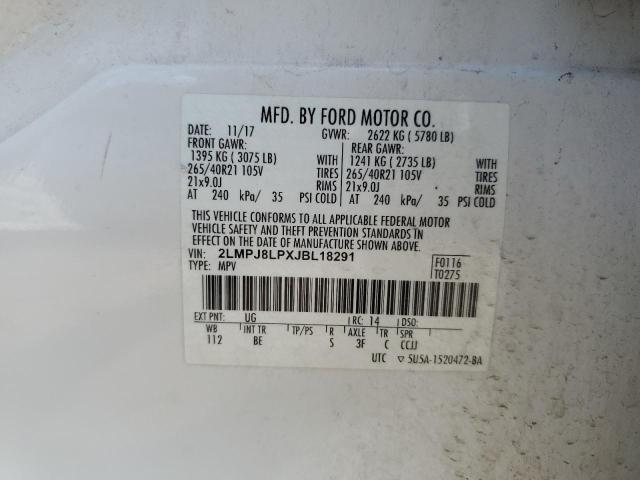 MFD. BY FORD MOTOR CO.
DATE: 11/17 GVWR: 2622 KG ( 5780 LB)
FRONT GAWR: REAR GAWR:
1395 KG ( 3075 LB) WITH 1241 KG ( 2735 LB) WITH
265/40R21 105V TIRES 265/40R21 105V TIRES
21x9.0J RIMS 21x9.0J RIMS
AT 240 kPa/ 35 PSI COLD AT 240 kPa/ 35 PSI COLD
THIS VEHICLE CONFORMS TO ALL APPLICABLE FEDERAL MOTOR
VEHICLE SAFETY AND THEFT PREVENTION STANDARDS IN
EFFECT ON THE DATE OF MANUFACTURE SHOWN ABOVE.
VIN: 2LMPJ8LPXJBL18291 F0116
TYPE: MPV T0275
EXT PNT: UG RC: 14 DSO:
WB INT TR TP/PS R AXLE TR SPR
112 BE S 3F C CCJJ
UTC ▽ 5U5A-1520472-BA